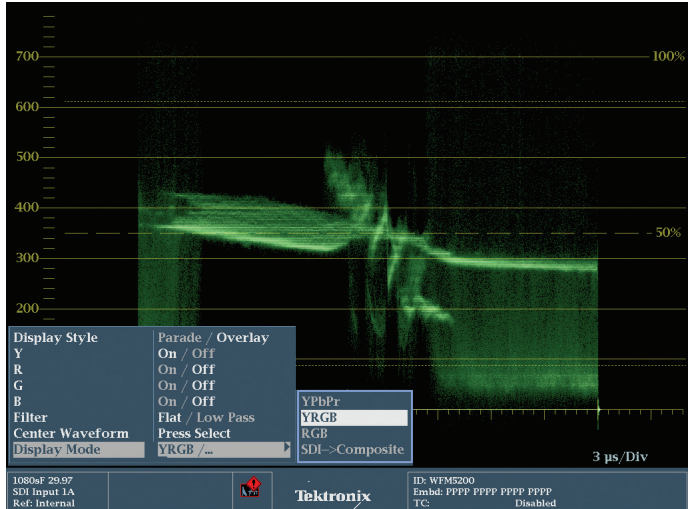 700
100%
600
500
400
50%
300
200
Display Style Parade / Overlay
Y On / Off
R On / Off
G On / Off
B On / Off
Filter Flat / Low Pass
Center Waveform Press Select
Display Mode YRGB /...
YPbPr
YRGB
RGB
SDI->Composite
3 µs/Div
1080sF 29.97
SDI Input 1A
Ref: Internal
Tektronix
ID: WFM5200
Embd: PPPP PPPP PPPP PPPP
TC: Disabled